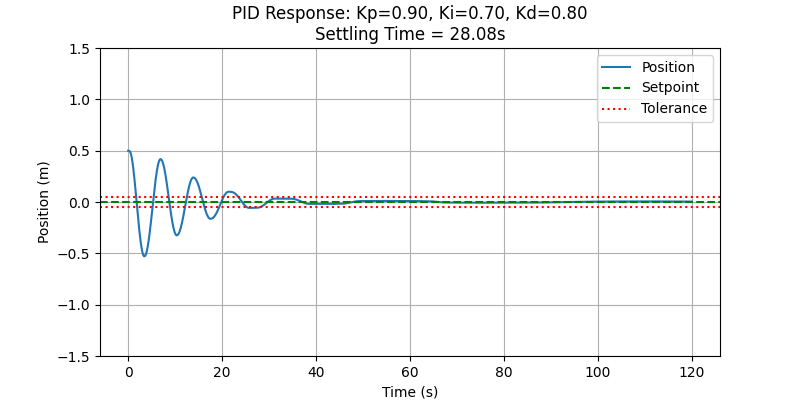 PID Response: Kp=0.90, Ki=0.70, Kd=0.80
Settling Time = 28.08s
1.5
1.0
0.5
0.0
−0.5
−1.0
−1.5
Position (m)
Position
Setpoint
Tolerance
0 20 40 60 80 100 120
Time (s)